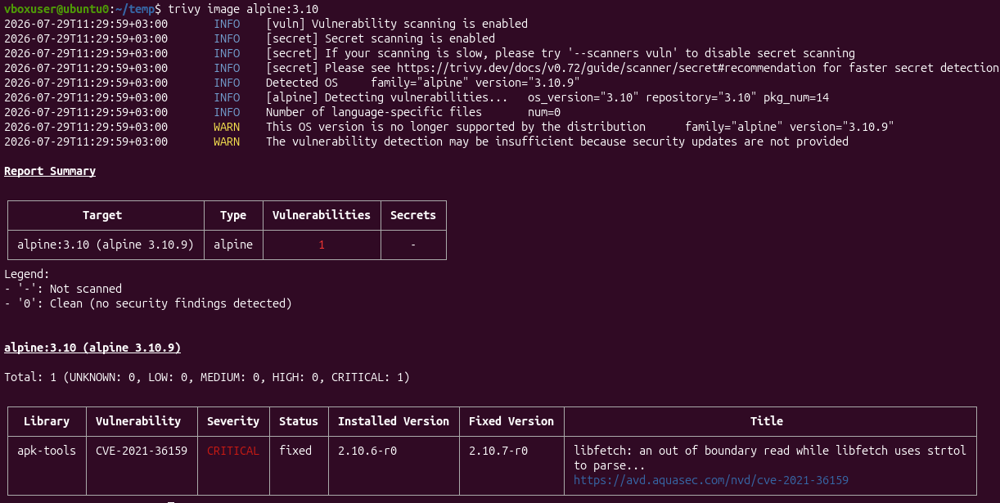 vboxuser@ubuntu0:~/temp$ trivy image alpine:3.10
2026-07-29T11:29:59+03:00 INFO [vuln] Vulnerability scanning is enabled
2026-07-29T11:29:59+03:00 INFO [secret] Secret scanning is enabled
2026-07-29T11:29:59+03:00 INFO [secret] If your scanning is slow, please try '--scanners vuln' to disable secret scanning
2026-07-29T11:29:59+03:00 INFO [secret] Please see https://trivy.dev/docs/v0.72/guide/scanner/secret#recommendation for faster secret detection
2026-07-29T11:29:59+03:00 INFO Detected OS family="alpine" version="3.10.9"
2026-07-29T11:29:59+03:00 INFO [alpine] Detecting vulnerabilities... os_version="3.10" repository="3.10" pkg_num=14
2026-07-29T11:29:59+03:00 INFO Number of language-specific files num=0
2026-07-29T11:29:59+03:00 WARN This OS version is no longer supported by the distribution family="alpine" version="3.10.9"
2026-07-29T11:29:59+03:00 WARN The vulnerability detection may be insufficient because security updates are not provided
Report Summary
Target Type Vulnerabilities Secrets
alpine:3.10 (alpine 3.10.9) alpine 1 -
Legend:
- '-': Not scanned
- '0': Clean (no security findings detected)
alpine:3.10 (alpine 3.10.9)
Total: 1 (UNKNOWN: 0, LOW: 0, MEDIUM: 0, HIGH: 0, CRITICAL: 1)
Library Vulnerability Severity Status Installed Version Fixed Version Title
apk-tools CVE-2021-36159 CRITICAL fixed 2.10.6-r0 2.10.7-r0 libfetch: an out of boundary read while libfetch uses strtol
to parse...
https://avd.aquasec.com/nvd/cve-2021-36159